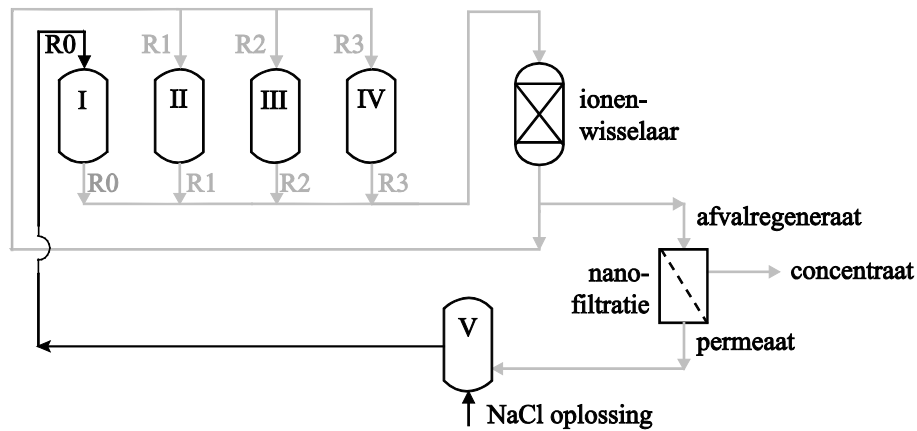 R0 R1 R2 R3
I II III IV
ionen-
wisselaar
R0 R1 R2 R3
afvalregeneraat
nano-
filtratie
concentraat
V
permeaat
NaCl oplossing